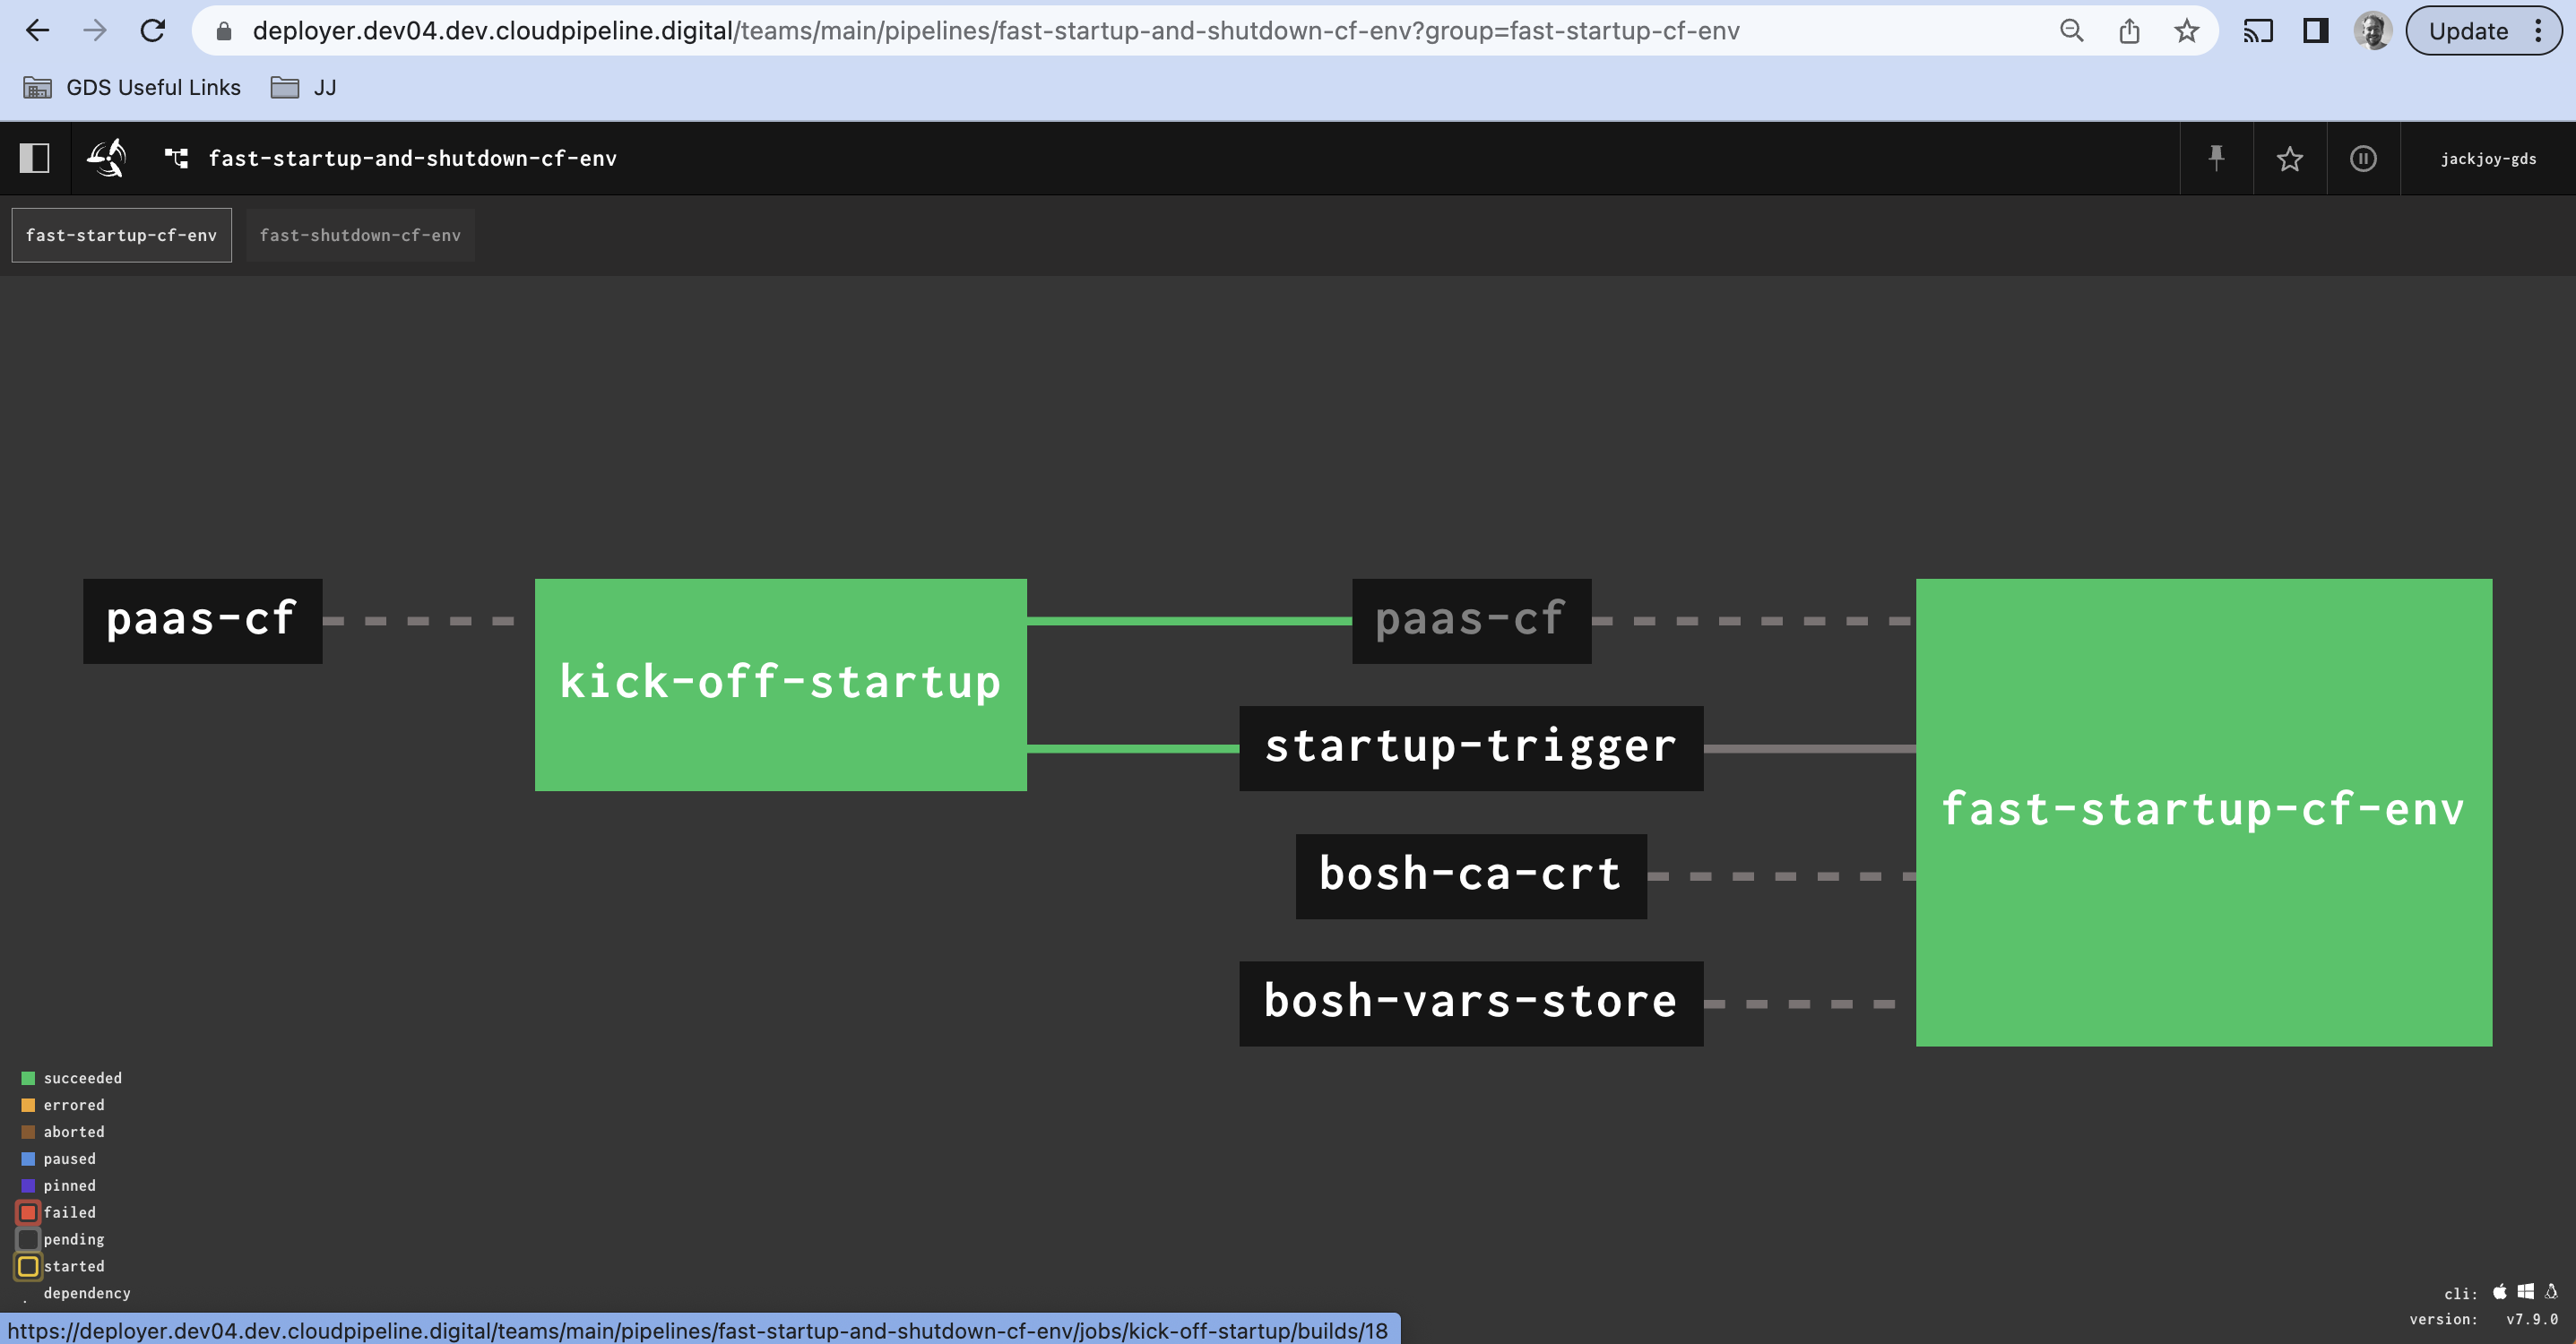 deployer.dev04.dev.cloudpipeline.digital/teams/main/pipelines/fast-startup-and-shutdown-cf-env?group=fast-startup-cf-env
Update
GDS Useful Links
JJ
fast-startup-and-shutdown-cf-env
jackjoy-gds
fast-startup-cf-env
fast-shutdown-cf-env
paas-cf
kick-off-startup
paas-cf
startup-trigger
bosh-ca-crt
bosh-vars-store
fast-startup-cf-env
succeeded
errored
aborted
paused
pinned
failed
pending
started
dependency
cli:
version: v7.9.0
https://deployer.dev04.dev.cloudpipeline.digital/teams/main/pipelines/fast-startup-and-shutdown-cf-env/jobs/kick-off-startup/builds/18